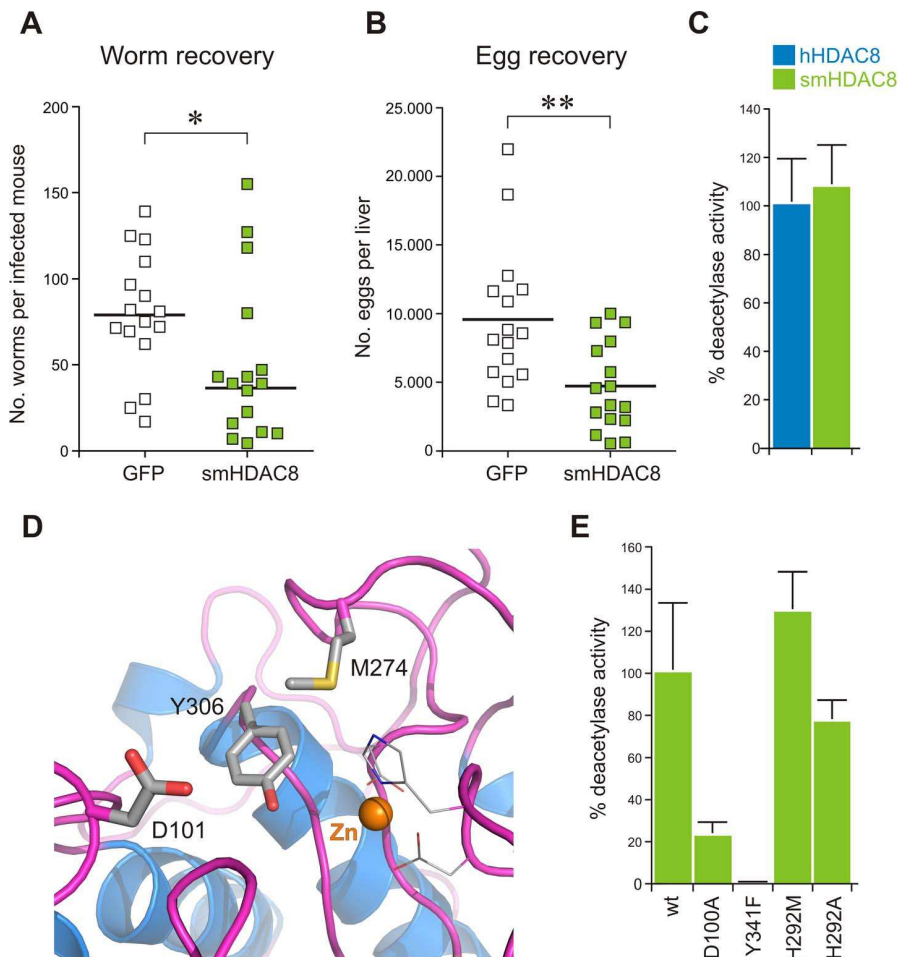 A
Worm recovery
No. worms per infected mouse
200
150
100
50
0
*
GFP
smHDAC8
B
Egg recovery
No. eggs per liver
25.000
20.000
15.000
10.000
5.000
0
**
GFP
smHDAC8
C
hHDAC8
smHDAC8
% deacetylase activity
140
120
100
80
60
40
20
0
D
M274
Y306
D101
Zn
E
% deacetylase activity
160
140
120
100
80
60
40
20
0
wt
D100A
Y341F
H292M
H292A